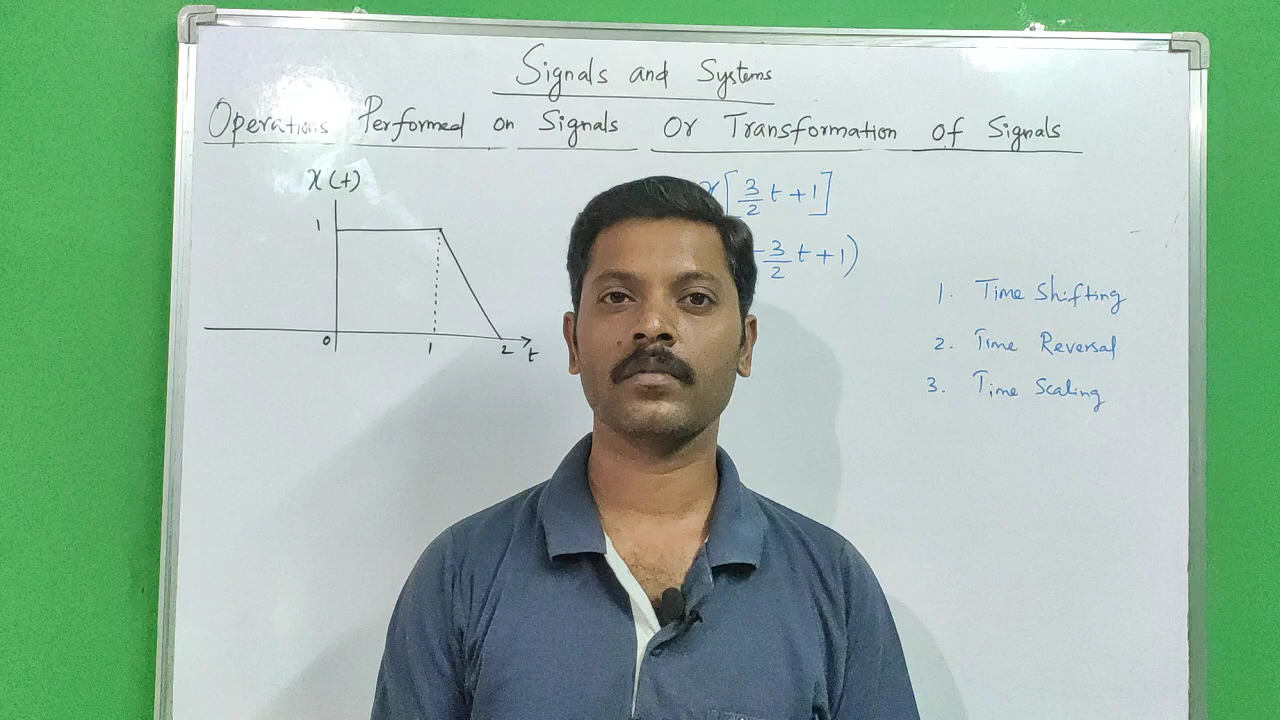 Signals and Systems
Operations Performed on Signals Or Transformation of Signals
x(t)
1
0
1
2
t
x[3/2 t + 1]
-3/2 t + 1)
1. Time Shifting
2. Time Reversal
3. Time Scaling